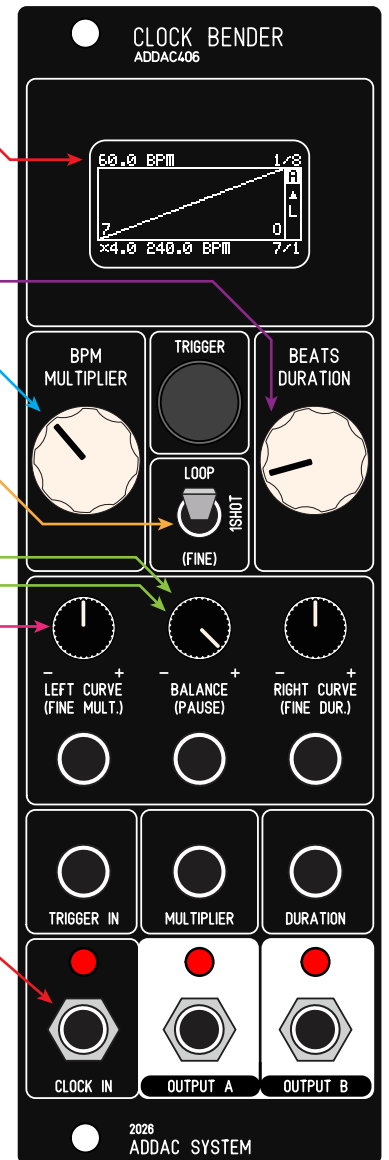 CLOCK BENDER
ADDAC406
60.0 BPM 1/8
A
L
7 0
×4.0 240.0 BPM 7/1
BPM
MULTIPLIER
TRIGGER
BEATS
DURATION
LOOP
1SHOT
(FINE)
- +
LEFT CURVE
(FINE MULT.)
- +
BALANCE
(PAUSE)
- +
RIGHT CURVE
(FINE DUR.)
TRIGGER IN
MULTIPLIER
DURATION
CLOCK IN
OUTPUT A
OUTPUT B
2026
ADDAC SYSTEM